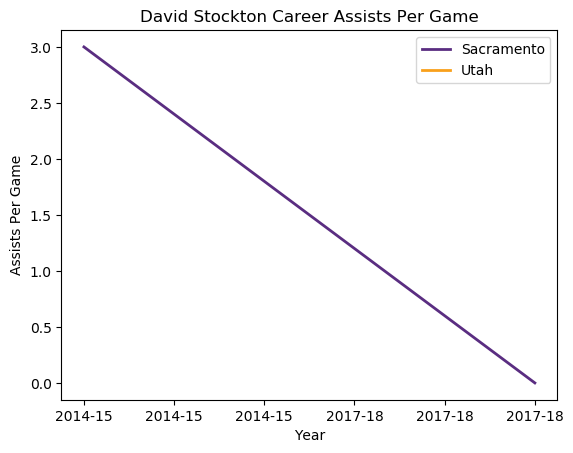 David Stockton Career Assists Per Game
Sacramento
Utah
3.0
2.5
2.0
1.5
1.0
0.5
0.0
Assists Per Game
2014-15 2014-15 2014-15 2017-18 2017-18 2017-18
Year